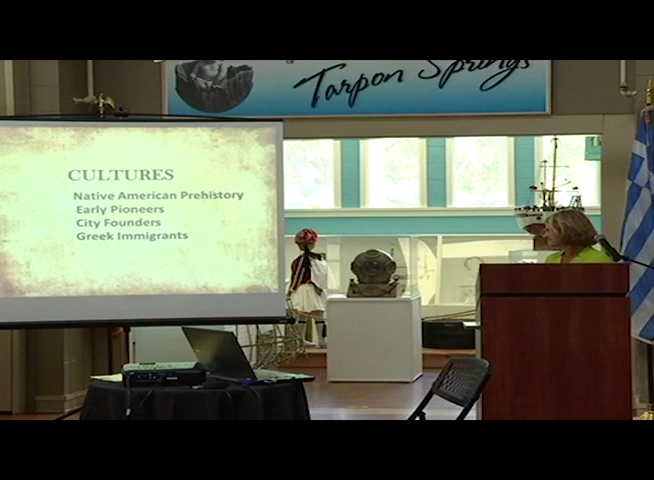 Tarpon Springs
CULTURES
Native American Prehistory
Early Pioneers
City Founders
Greek Immigrants